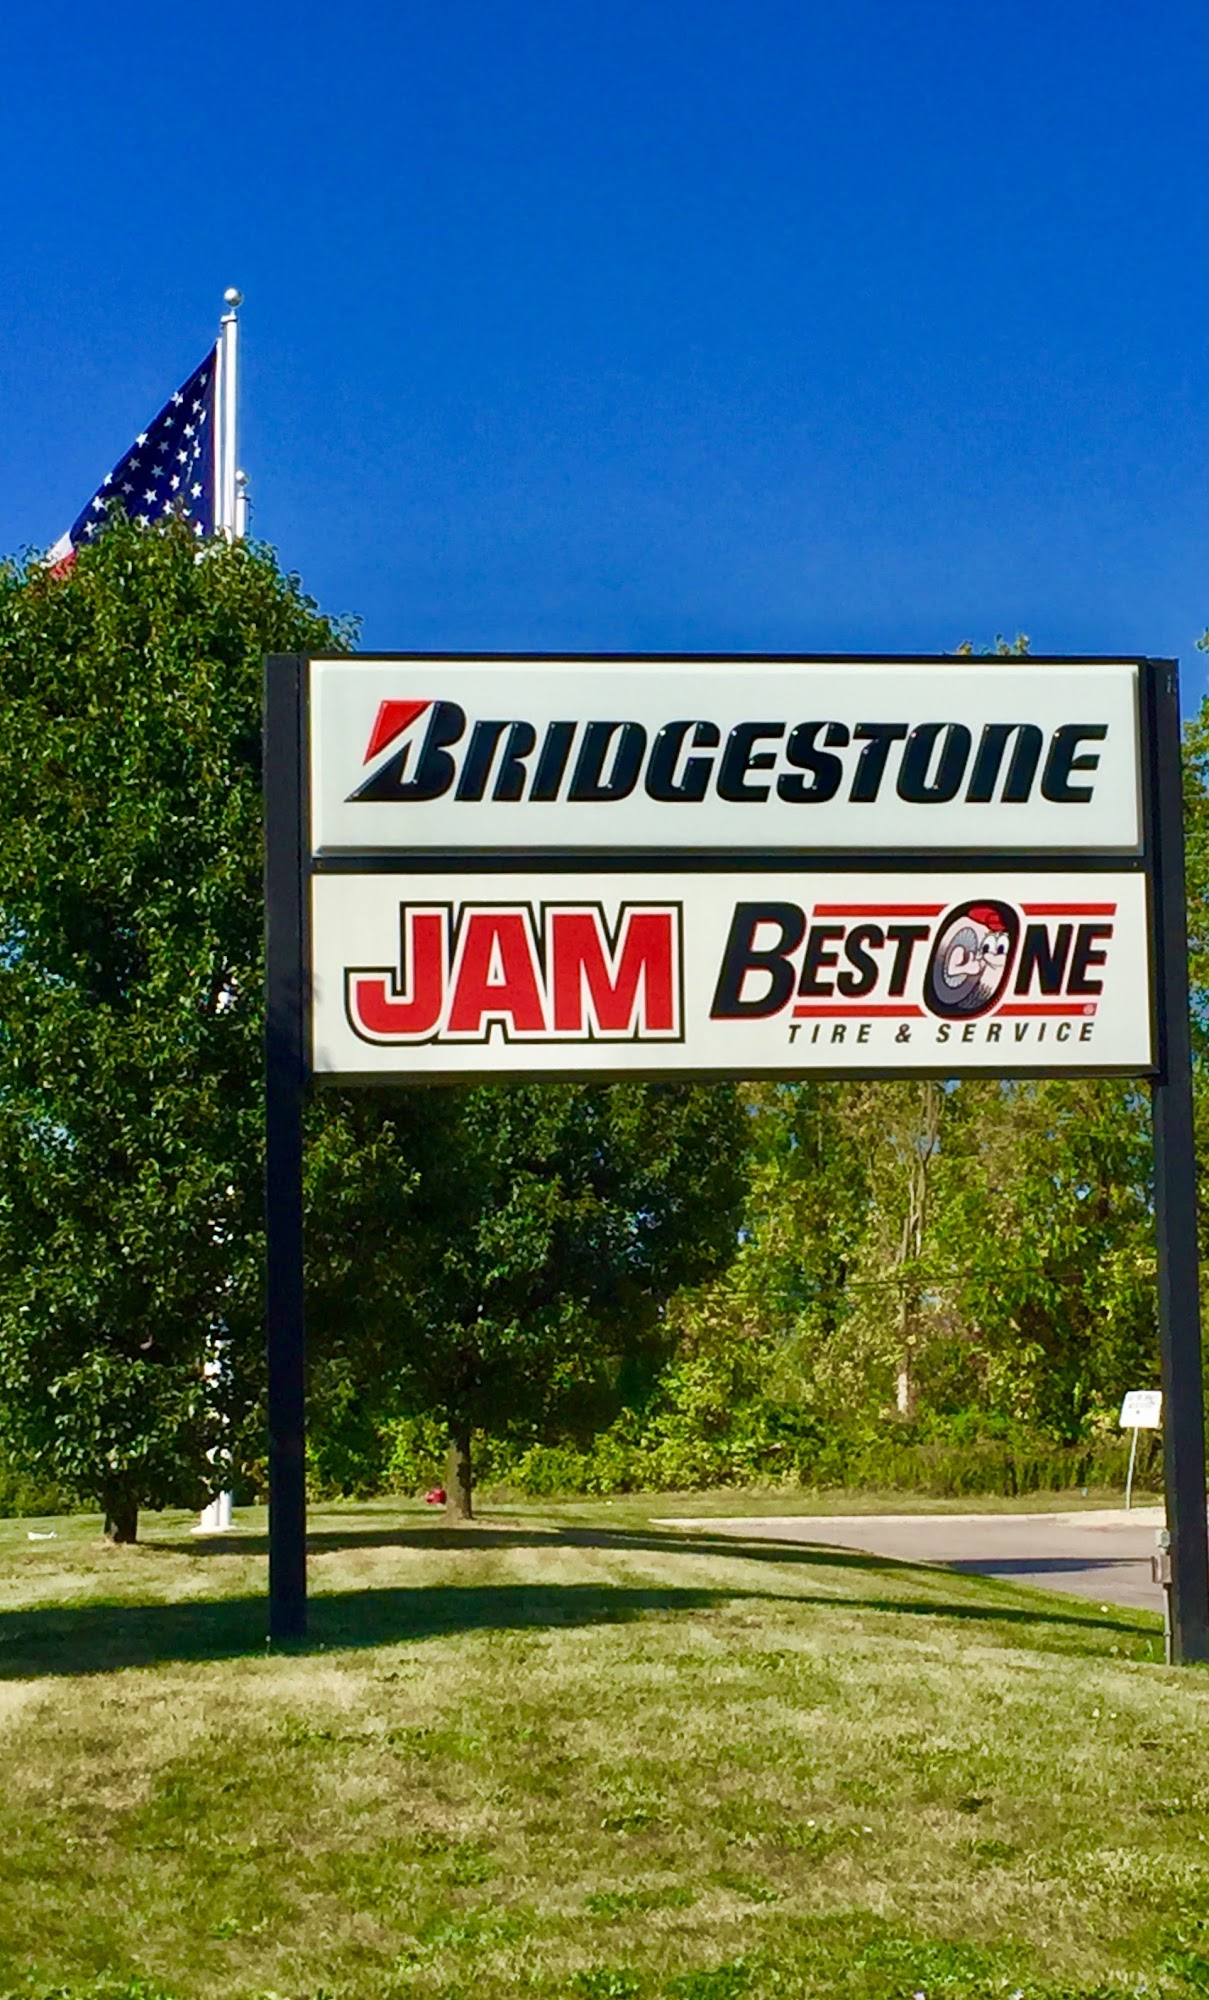 BRIDGESTONE
JAM BESTONE
TIRE & SERVICE